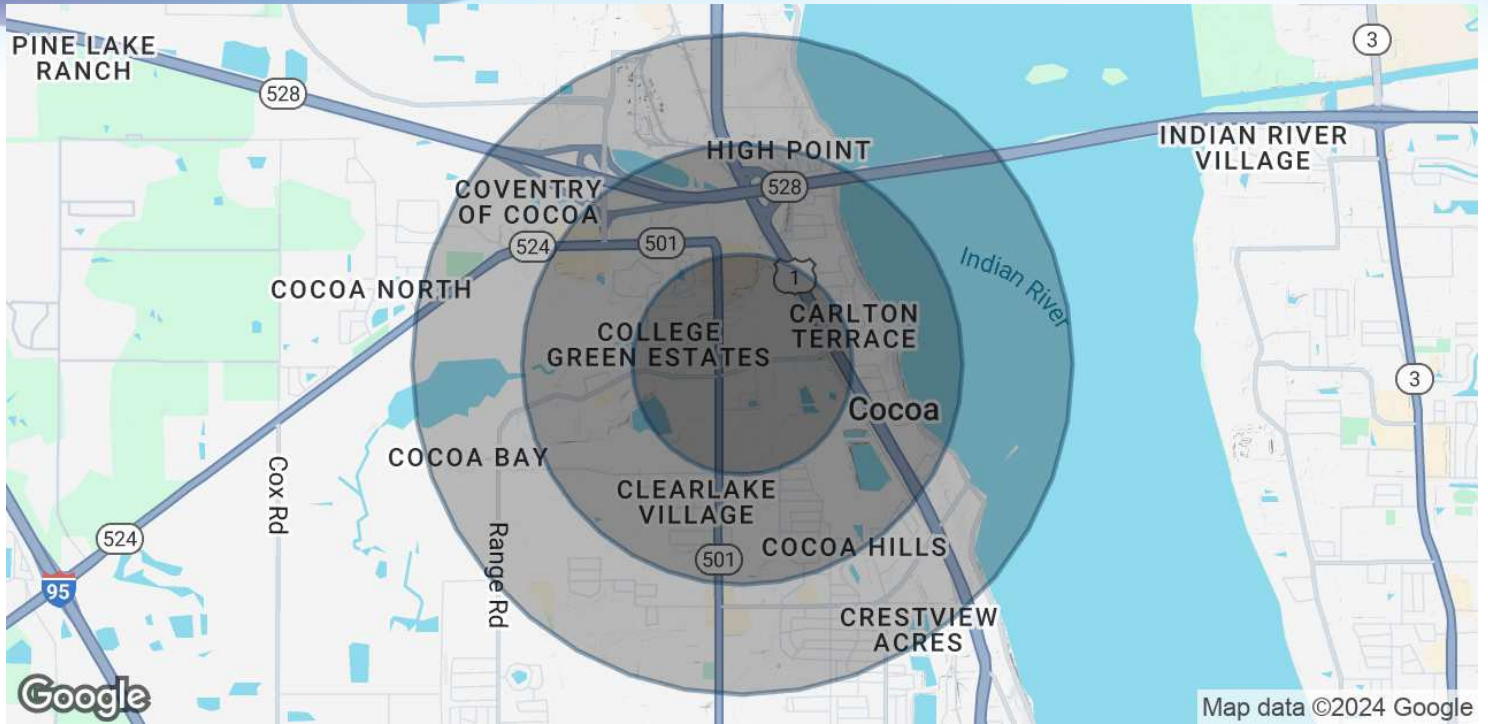 PINE LAKE
RANCH
528
3
HIGH POINT
INDIAN RIVER
VILLAGE
528
COVENTRY
OF COCOA
524
501
1
Indian River
COCOA NORTH
CARLTON
TERRACE
COLLEGE
GREEN ESTATES
3
Cocoa
COCOA BAY
Cox Rd
CLEARLAKE
VILLAGE
524
Range Rd
501
COCOA HILLS
95
CRESTVIEW
ACRES
Google
Map data ©2024 Google